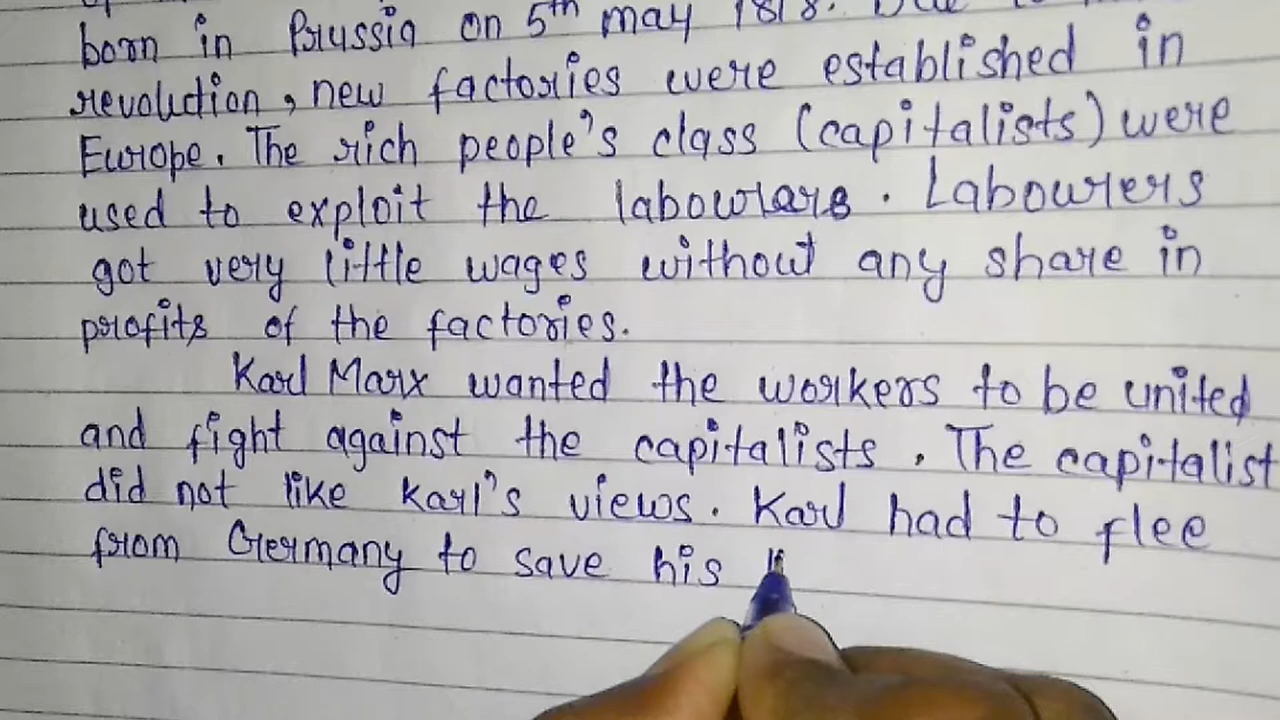 born in Prussia on 5th may 1818. Due to
revolution, new factories were established in
Europe. The rich people's class (capitalists) were
used to exploit the labourars. Labourers
got very little wages without any share in
profits of the factories.
Karl Marx wanted the workers to be united
and fight against the capitalists. The capitalist
did not like Karl's views. Karl had to flee
from Germany to save his